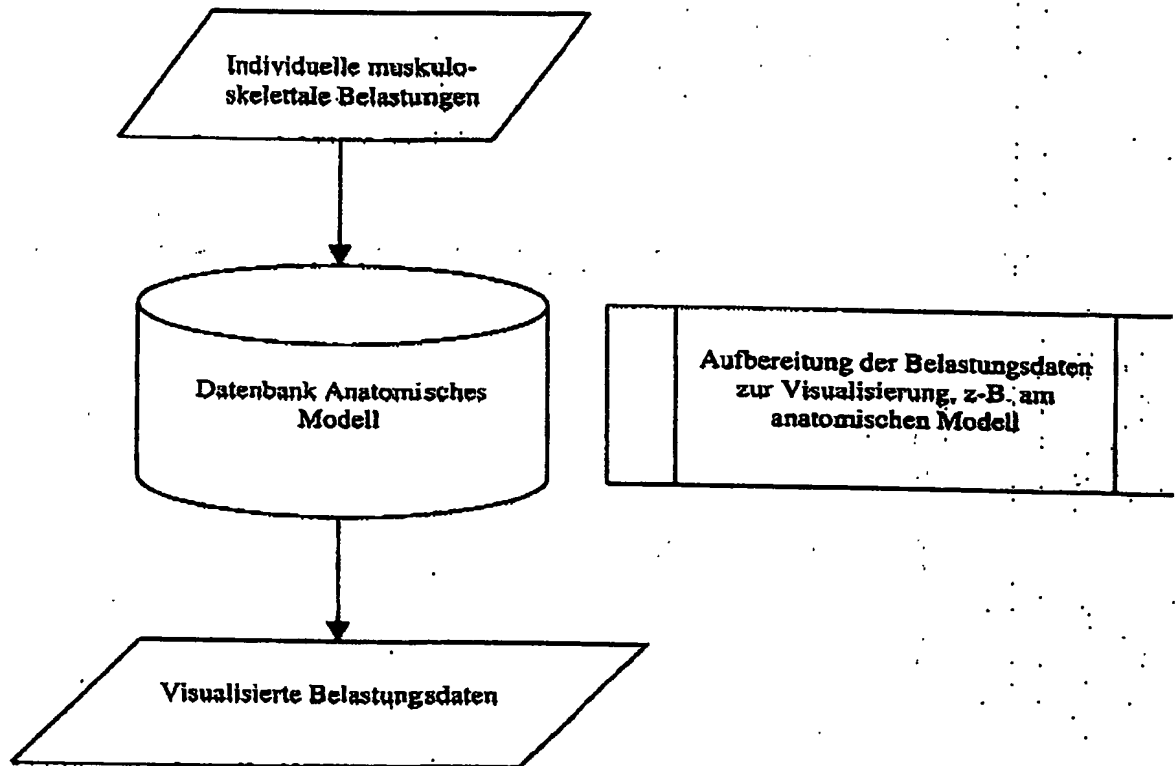 Individuelle muskulo-
skelettale Belastungen
Datenbank Anatomisches
Modell
Aufbereitung der Belastungsdaten
zur Visualisierung, z-B. am
anatomischen Modell
Visualisierte Belastungsdaten